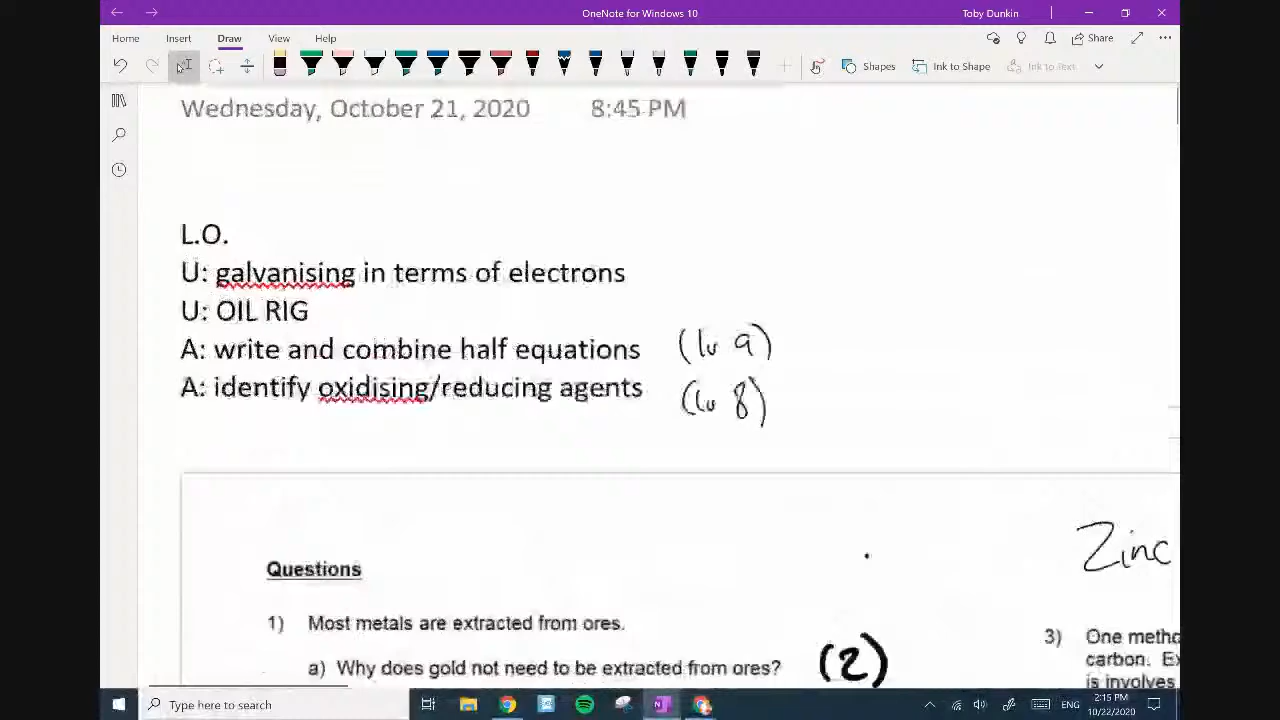 OneNote for Windows 10
Toby Dunkin
Home
Insert
Draw
View
Help
Share
Shapes
Ink to Shape
Ink to Text
Wednesday, October 21, 2020 8:45 PM
L.O.
U: galvanising in terms of electrons
U: OIL RIG
A: write and combine half equations (lv 9)
A: identify oxidising/reducing agents (lv 8)
Zinc
Questions
1) Most metals are extracted from ores.
a) Why does gold not need to be extracted from ores? (2)
3) One metho
carbon. Ex
is involves
Type here to search
ENG
2:15 PM
10/22/2020